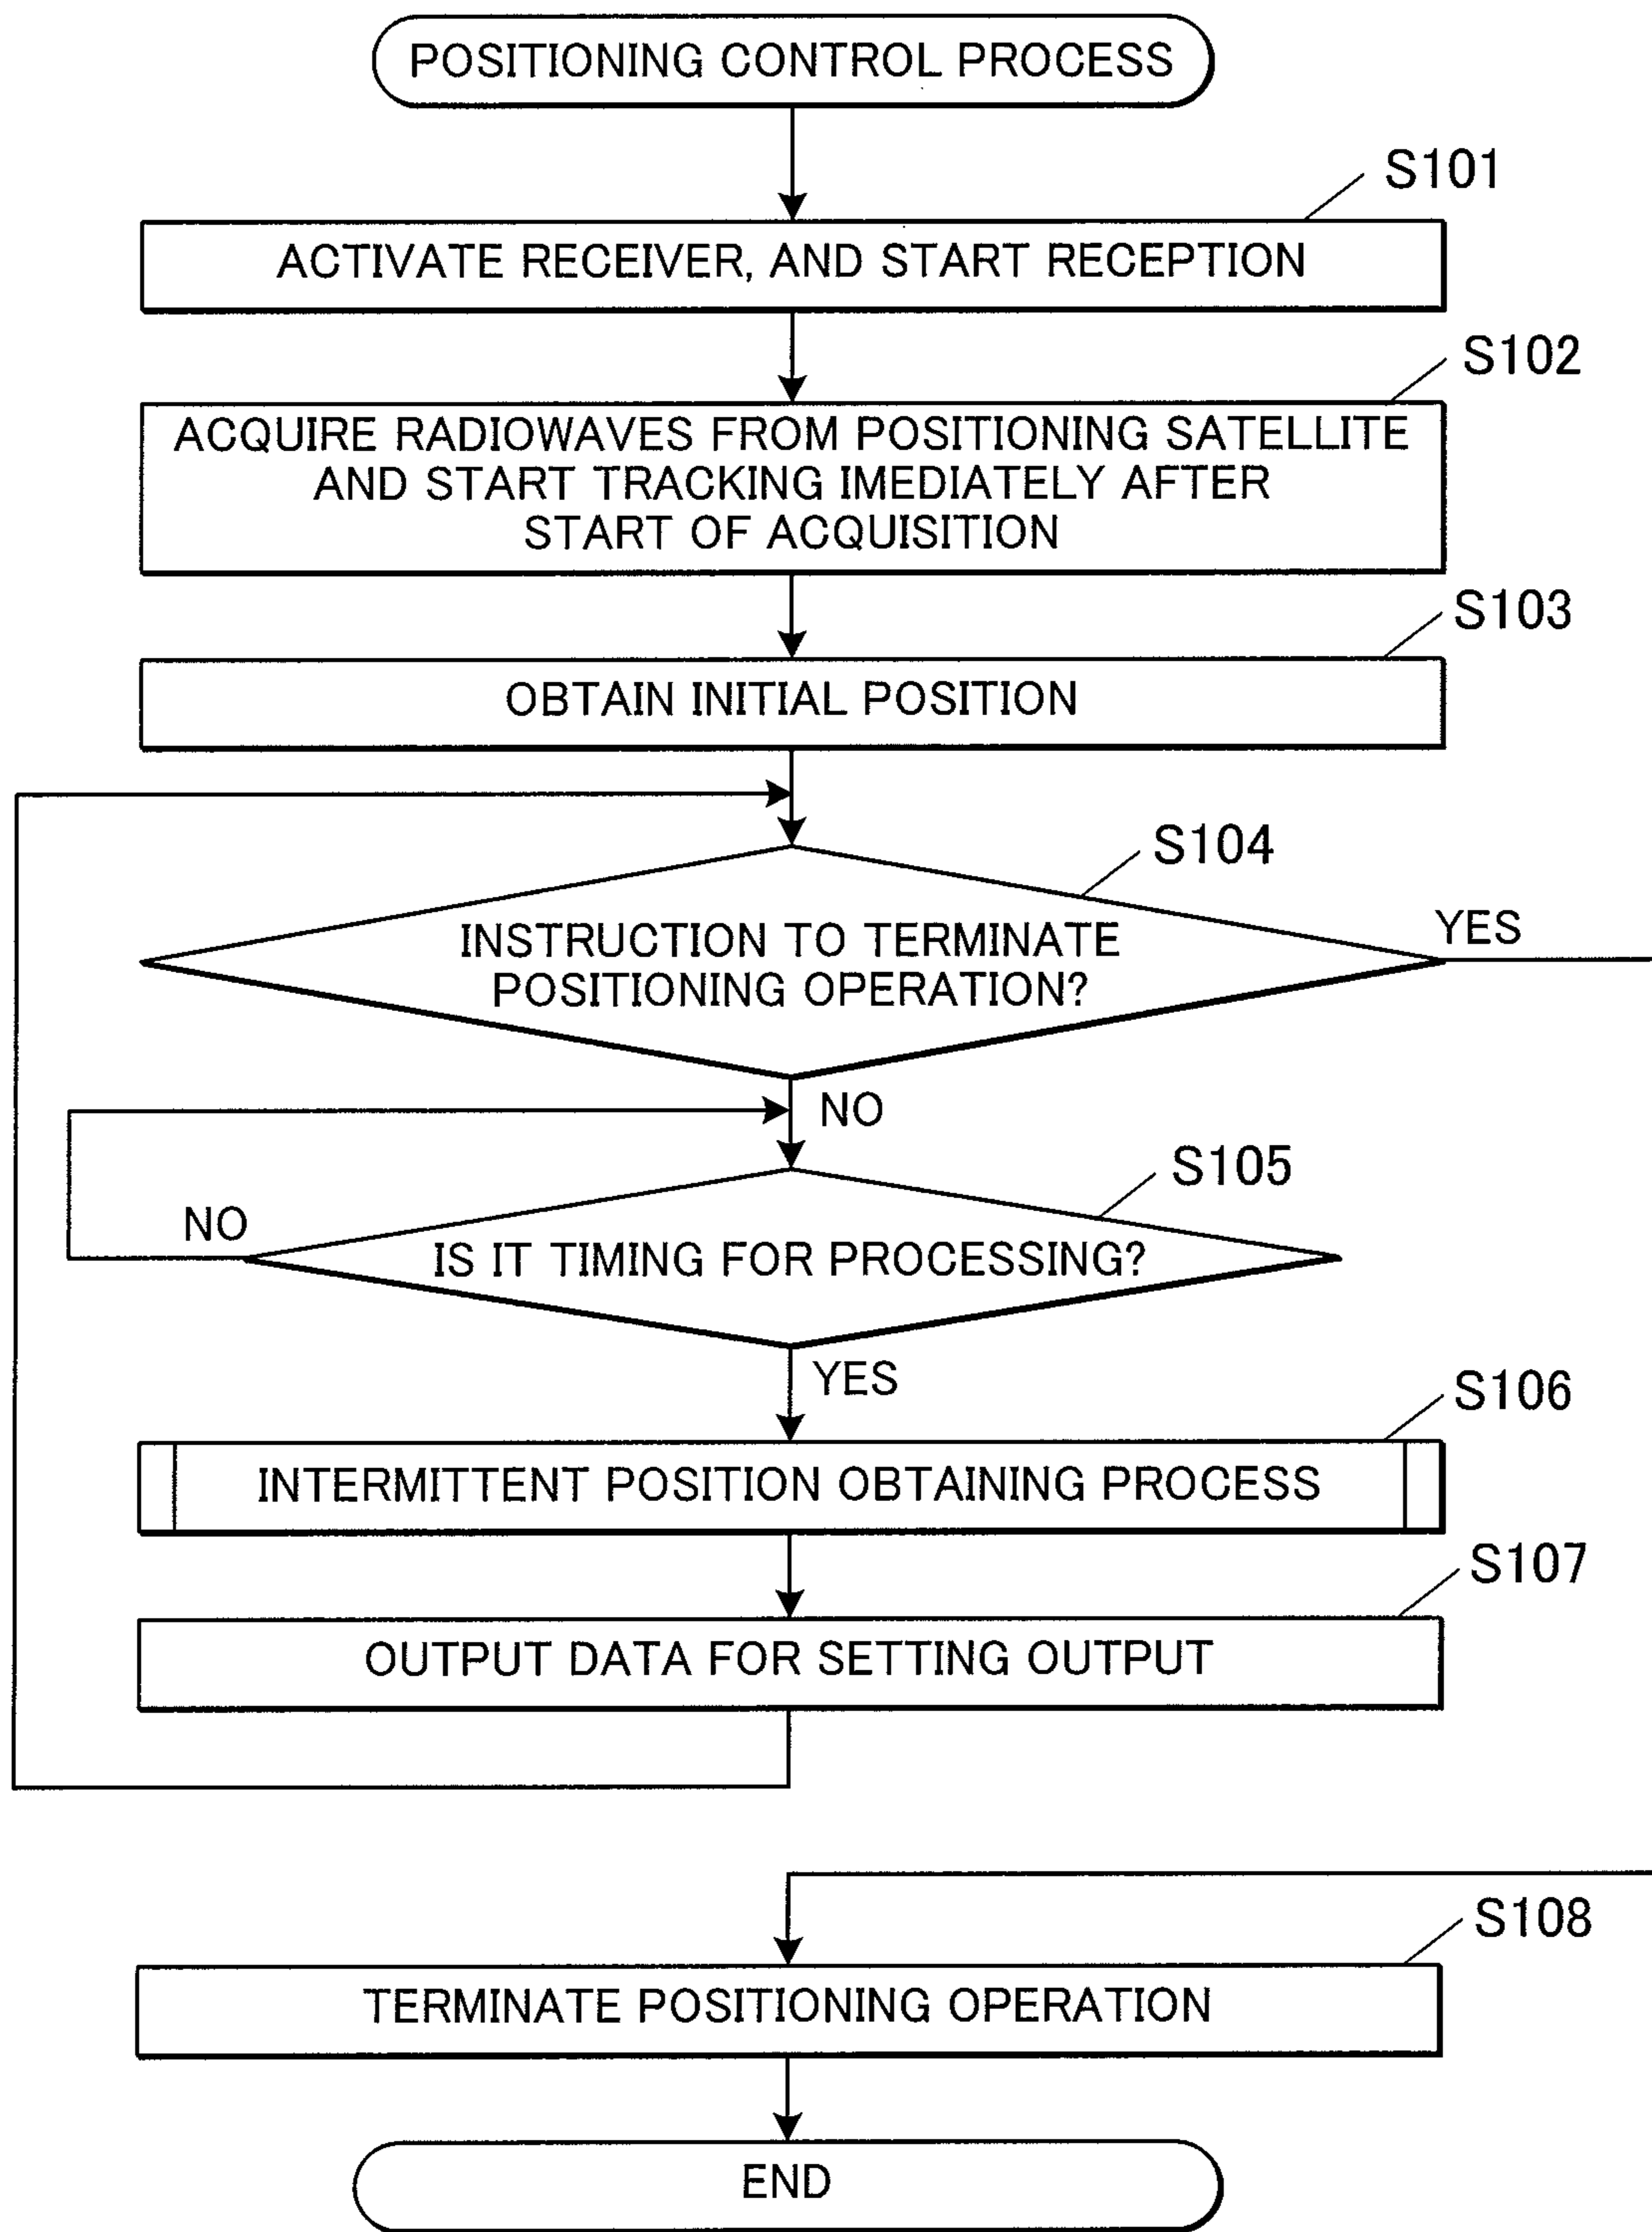 POSITIONING CONTROL PROCESS
S101
ACTIVATE RECEIVER, AND START RECEPTION
S102
ACQUIRE RADIOWAVES FROM POSITIONING SATELLITE
AND START TRACKING IMEDIATELY AFTER
START OF ACQUISITION
S103
OBTAIN INITIAL POSITION
S104
INSTRUCTION TO TERMINATE
POSITIONING OPERATION?
YES
NO
S105
IS IT TIMING FOR PROCESSING?
NO
YES
S106
INTERMITTENT POSITION OBTAINING PROCESS
S107
OUTPUT DATA FOR SETTING OUTPUT
S108
TERMINATE POSITIONING OPERATION
END